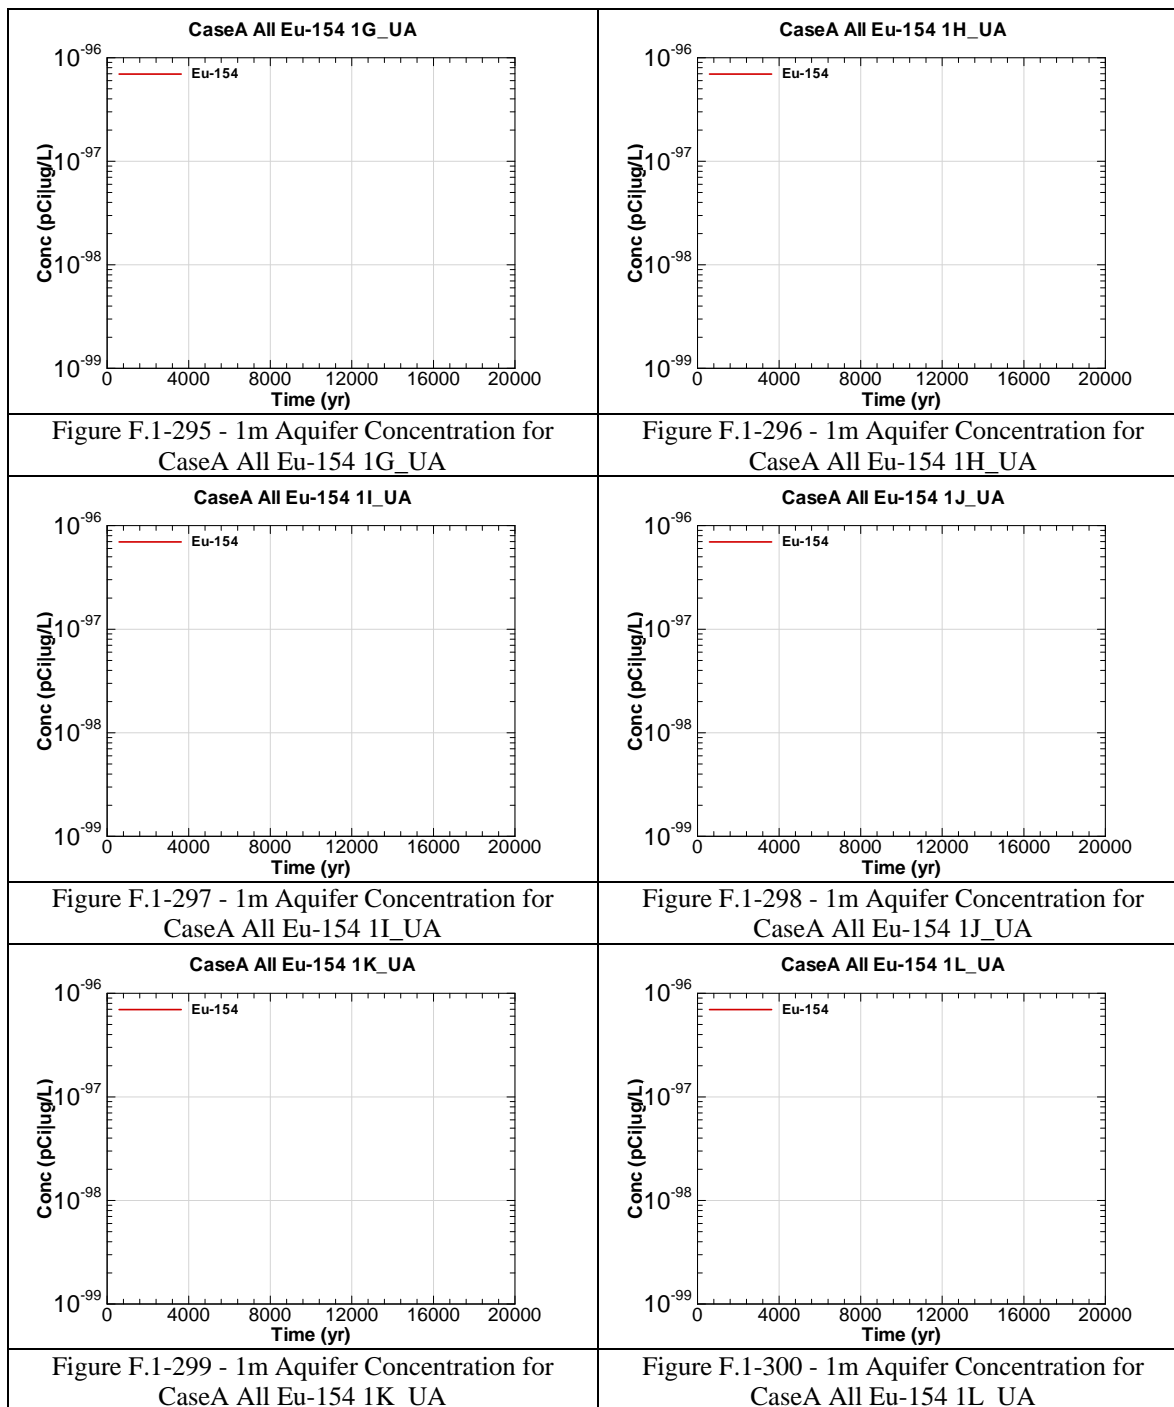 CaseA All Eu-154 1G_UA
Eu-154
10^-96
10^-97
10^-98
10^-99
Conc (pCi|ug/L)
0 4000 8000 12000 16000 20000
Time (yr)
Figure F.1-295 - 1m Aquifer Concentration for
CaseA All Eu-154 1G_UA
CaseA All Eu-154 1H_UA
Eu-154
10^-96
10^-97
10^-98
10^-99
Conc (pCi|ug/L)
0 4000 8000 12000 16000 20000
Time (yr)
Figure F.1-296 - 1m Aquifer Concentration for
CaseA All Eu-154 1H_UA
CaseA All Eu-154 1I_UA
Eu-154
10^-96
10^-97
10^-98
10^-99
Conc (pCi|ug/L)
0 4000 8000 12000 16000 20000
Time (yr)
Figure F.1-297 - 1m Aquifer Concentration for
CaseA All Eu-154 1I_UA
CaseA All Eu-154 1J_UA
Eu-154
10^-96
10^-97
10^-98
10^-99
Conc (pCi|ug/L)
0 4000 8000 12000 16000 20000
Time (yr)
Figure F.1-298 - 1m Aquifer Concentration for
CaseA All Eu-154 1J_UA
CaseA All Eu-154 1K_UA
Eu-154
10^-96
10^-97
10^-98
10^-99
Conc (pCi|ug/L)
0 4000 8000 12000 16000 20000
Time (yr)
Figure F.1-299 - 1m Aquifer Concentration for
CaseA All Eu-154 1K_UA
CaseA All Eu-154 1L_UA
Eu-154
10^-96
10^-97
10^-98
10^-99
Conc (pCi|ug/L)
0 4000 8000 12000 16000 20000
Time (yr)
Figure F.1-300 - 1m Aquifer Concentration for
CaseA All Eu-154 1L_UA